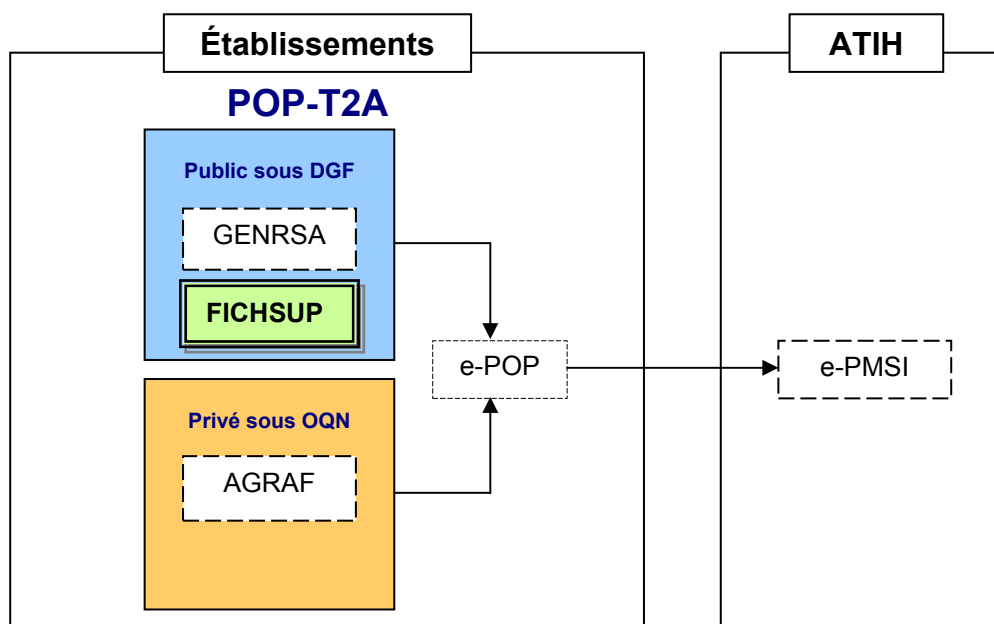 Établissements
ATIH
POP-T2A
Public sous DGF
GENRSA
FICHSUP
e-POP
e-PMSI
Privé sous OQN
AGRAF